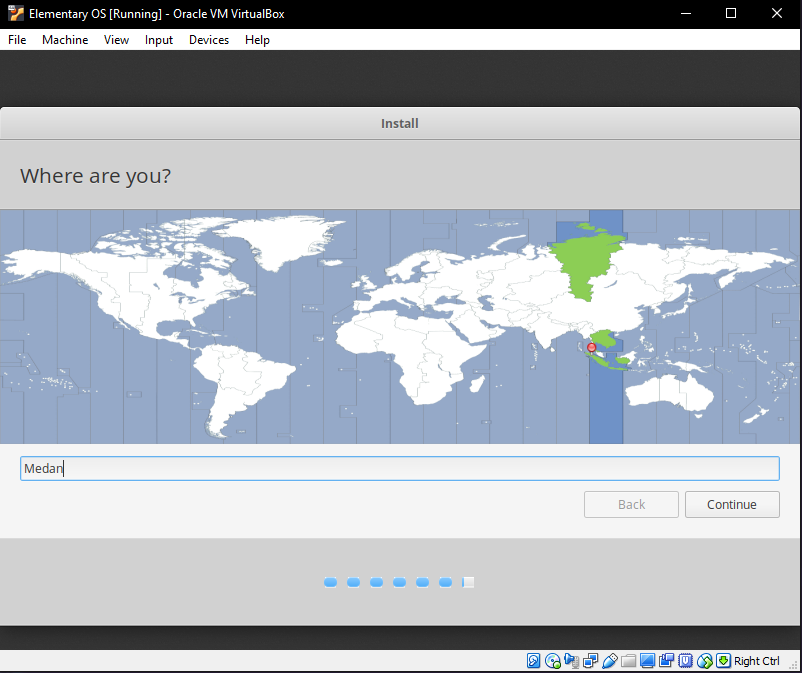 Elementary OS [Running] - Oracle VM VirtualBox
File Machine View Input Devices Help
Install
Where are you?
Medan
Back Continue
Right Ctrl